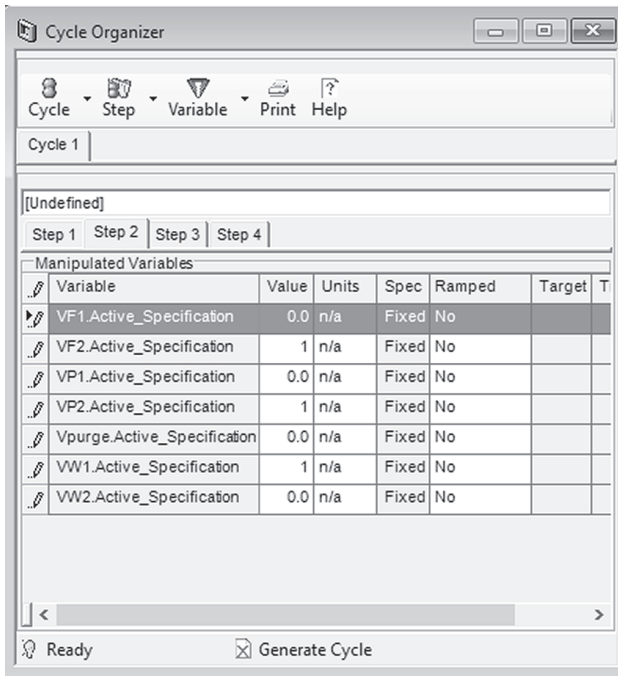 Cycle Organizer
Cycle Step Variable Print Help
Cycle 1
[Undefined]
Step 1 Step 2 Step 3 Step 4
Manipulated Variables
Variable Value Units Spec Ramped Target T
VF1.Active_Specification 0.0 n/a Fixed No
VF2.Active_Specification 1 n/a Fixed No
VP1.Active_Specification 0.0 n/a Fixed No
VP2.Active_Specification 1 n/a Fixed No
Vpurge.Active_Specification 0.0 n/a Fixed No
VW1.Active_Specification 1 n/a Fixed No
VW2.Active_Specification 0.0 n/a Fixed No
Ready Generate Cycle